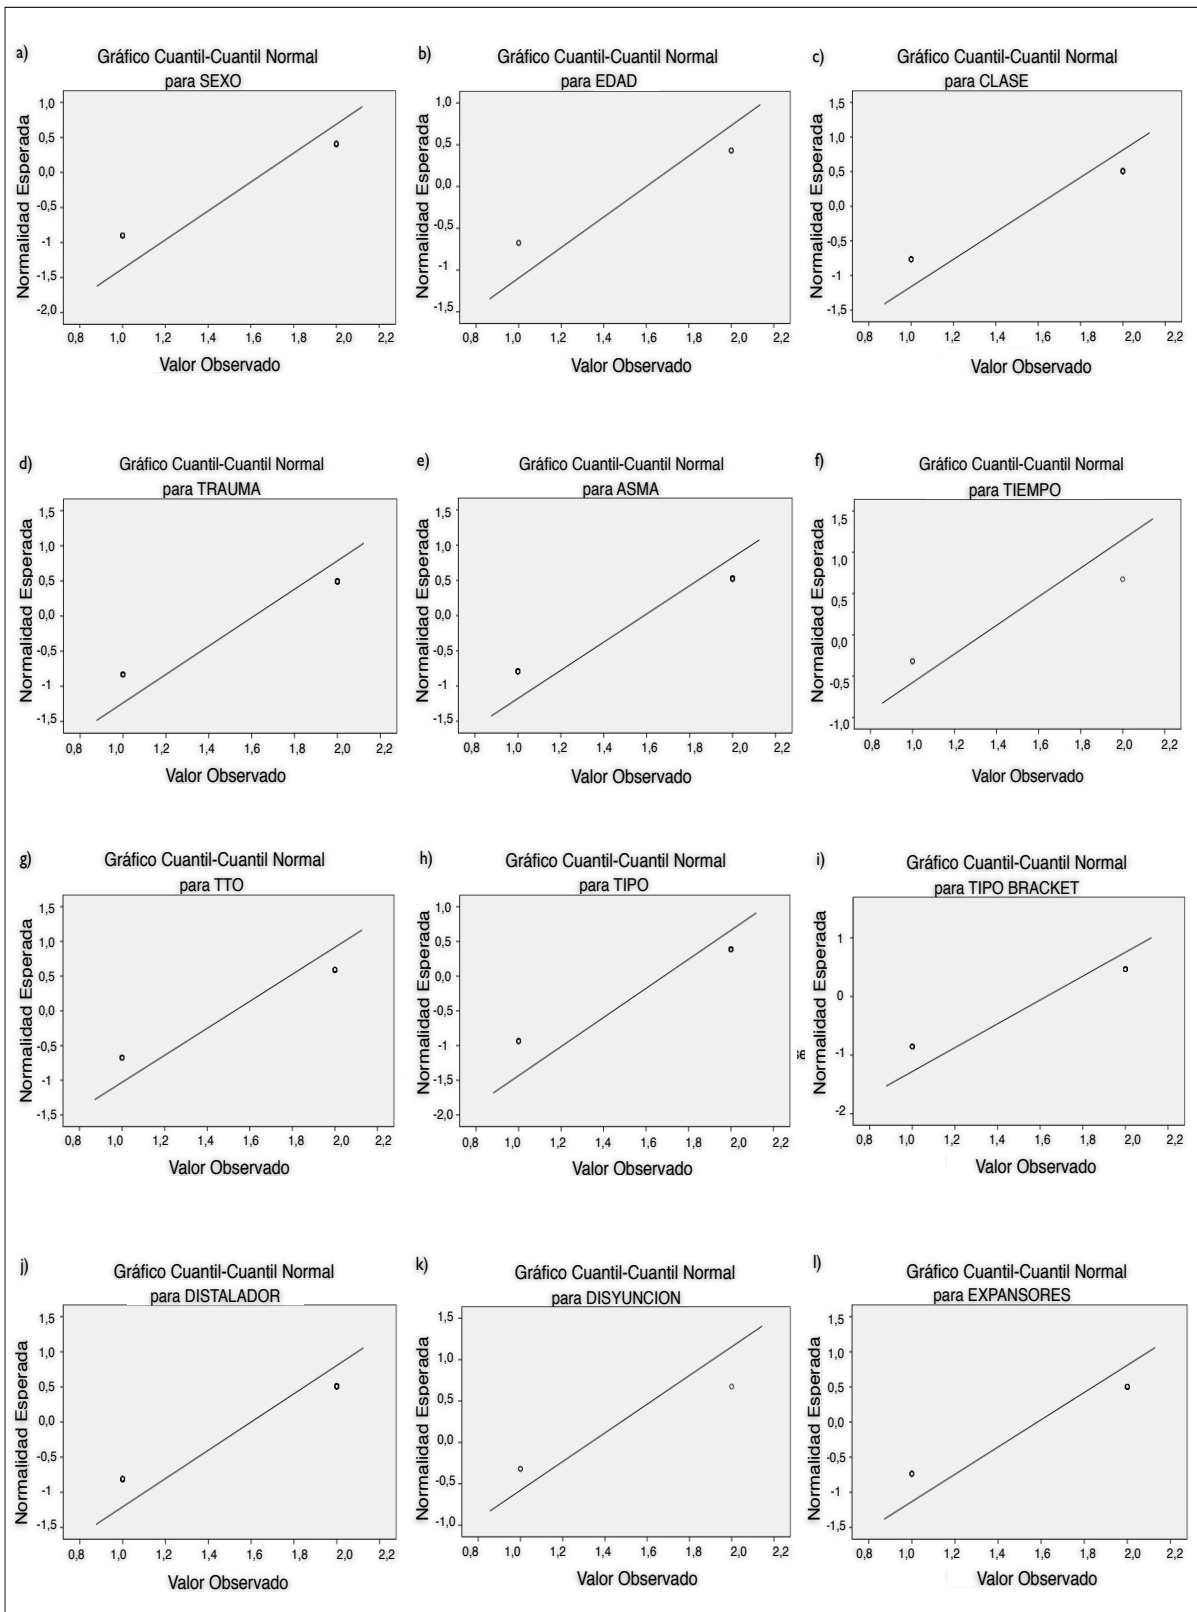 a)
Gráfico Cuantil-Cuantil Normal
para SEXO
Normalidad Esperada
1,0
0,5
0,0
-0,5
-1
-1,5
-2,0
0,8 1,0 1,2 1,4 1,6 1,8 2,0 2,2
Valor Observado
b)
Gráfico Cuantil-Cuantil Normal
para EDAD
Normalidad Esperada
1,0
0,5
0,0
-0,5
-1
-1,5
0,8 1,0 1,2 1,4 1,6 1,8 2,0 2,2
Valor Observado
c)
Gráfico Cuantil-Cuantil Normal
para CLASE
Normalidad Esperada
1,5
1,0
0,5
0,0
-0,5
-1
-1,5
0,8 1,0 1,2 1,4 1,6 1,8 2,0 2,2
Valor Observado
d)
Gráfico Cuantil-Cuantil Normal
para TRAUMA
Normalidad Esperada
1,5
1,0
0,5
0,0
-0,5
-1
-1,5
0,8 1,0 1,2 1,4 1,6 1,8 2,0 2,2
Valor Observado
e)
Gráfico Cuantil-Cuantil Normal
para ASMA
Normalidad Esperada
1,5
1,0
0,5
0,0
-0,5
-1
-1,5
0,8 1,0 1,2 1,4 1,6 1,8 2,0 2,2
Valor Observado
f)
Gráfico Cuantil-Cuantil Normal
para TIEMPO
Normalidad Esperada
1,5
1,0
0,5
0,0
-0,5
-1,0
0,8 1,0 1,2 1,4 1,6 1,8 2,0 2,2
Valor Observado
g)
Gráfico Cuantil-Cuantil Normal
para TTO
Normalidad Esperada
1,5
1,0
0,5
0,0
-0,5
-1
-1,5
0,8 1,0 1,2 1,4 1,6 1,8 2,0 2,2
Valor Observado
h)
Gráfico Cuantil-Cuantil Normal
para TIPO
Normalidad Esperada
1,0
0,5
0,0
-0,5
-1
-1,5
-2,0
0,8 1,0 1,2 1,4 1,6 1,8 2,0 2,2
Valor Observado
i)
Gráfico Cuantil-Cuantil Normal
para TIPO BRACKET
Normalidad Esperada
1
0
-1
-2
0,8 1,0 1,2 1,4 1,6 1,8 2,0 2,2
Valor Observado
j)
Gráfico Cuantil-Cuantil Normal
para DISTALADOR
Normalidad Esperada
1,5
1,0
0,5
0,0
-0,5
-1
-1,5
0,8 1,0 1,2 1,4 1,6 1,8 2,0 2,2
Valor Observado
k)
Gráfico Cuantil-Cuantil Normal
para DISYUNCION
Normalidad Esperada
1,5
1,0
0,5
0,0
-0,5
-1,0
0,8 1,0 1,2 1,4 1,6 1,8 2,0 2,2
Valor Observado
l)
Gráfico Cuantil-Cuantil Normal
para EXPANSORES
Normalidad Esperada
1,5
1,0
0,5
0,0
-0,5
-1
-1,5
0,8 1,0 1,2 1,4 1,6 1,8 2,0 2,2
Valor Observado